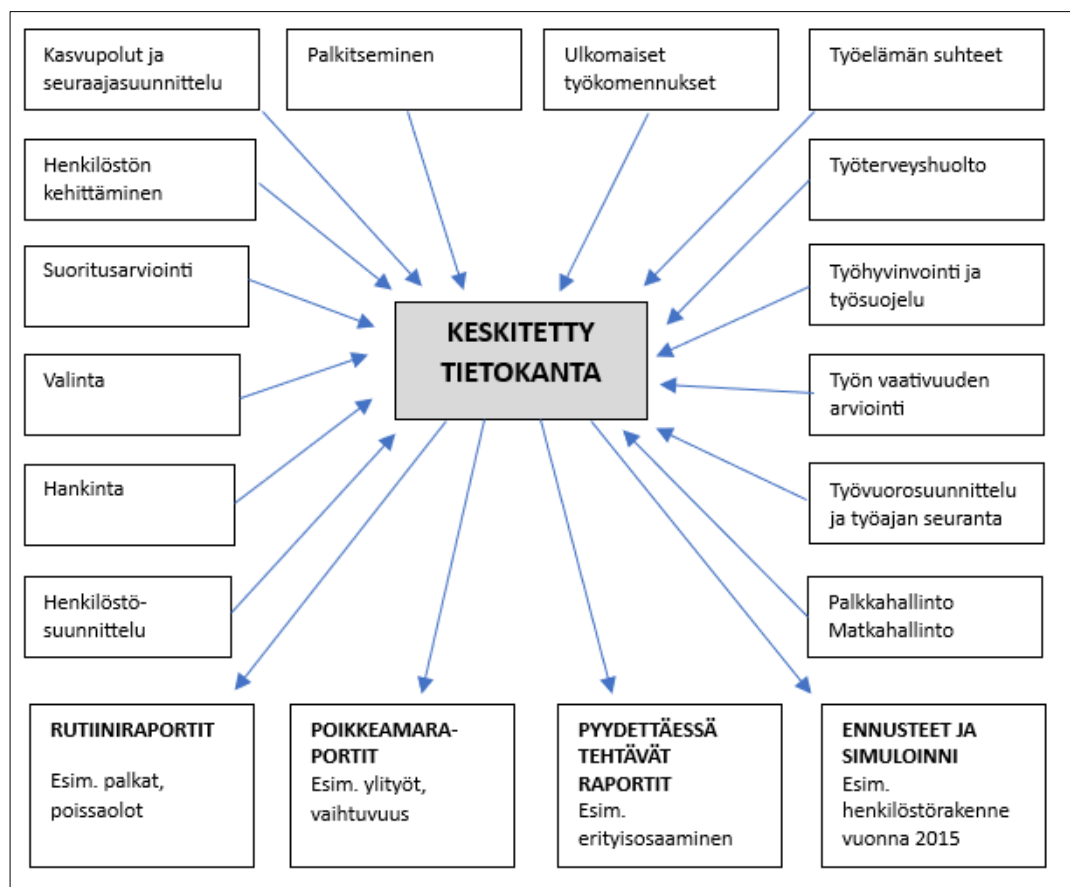 Kasvupolut ja
seuraajasuunnittelu
Palkitseminen
Ulkomaiset
työkomennukset
Työelämän suhteet
Henkilöstön
kehittäminen
Työterveyshuolto
Suoritusarviointi
Työhyvinvointi ja
työsuojelu
KESKITETTY
TIETOKANTA
Valinta
Työn vaativuuden
arviointi
Hankinta
Työvuorosuunnittelu
ja työajan seuranta
Henkilöstö-
suunnittelu
Palkkahallinto
Matkahallinto
RUTIINIRAPORTIT
Esim. palkat,
poissaolot
POIKKEAMARA-
PORTIT
Esim. ylityöt,
vaihtuvuus
PYYDETTÄESSÄ
TEHTÄVÄT
RAPORTIT
Esim.
erityisosaaminen
ENNUSTEET JA
SIMULOINNI
Esim.
henkilöstörakenne
vuonna 2015